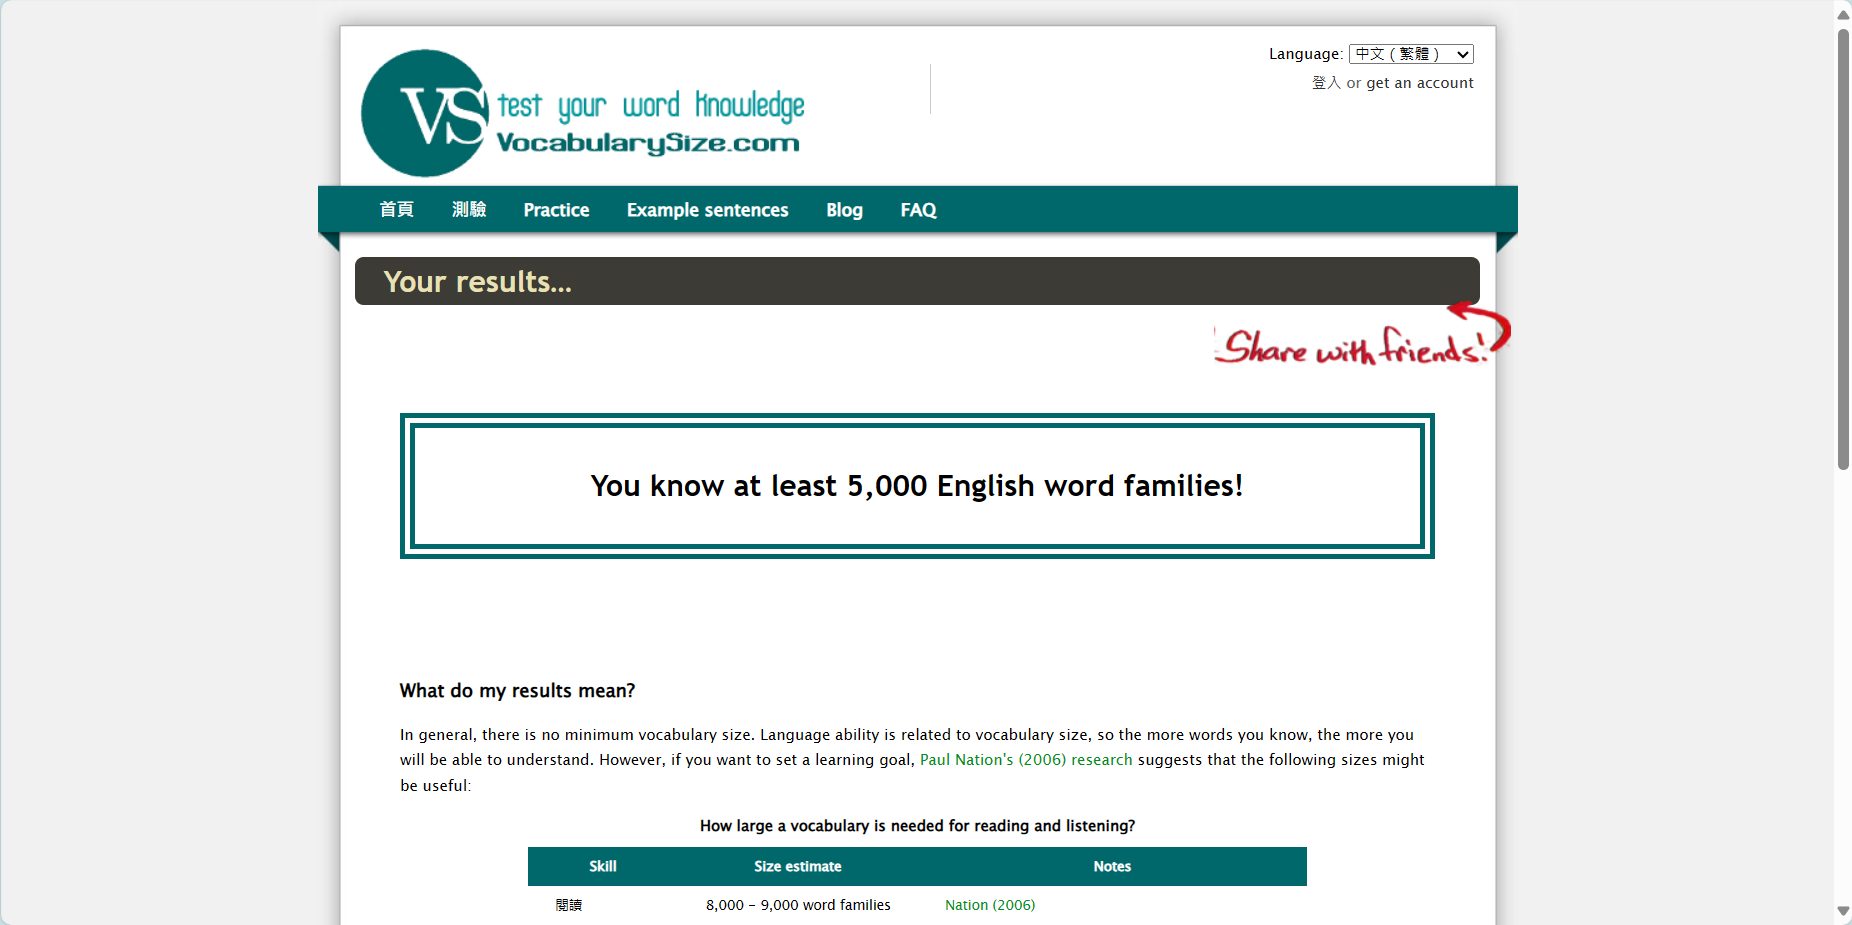 Language: 中文 ( 繁體 )
登入 or get an account
VS test your word knowledge
VocabularySize.com
首頁 測驗 Practice Example sentences Blog FAQ
Your results...
Share with friends!
You know at least 5,000 English word families!
What do my results mean?
In general, there is no minimum vocabulary size. Language ability is related to vocabulary size, so the more words you know, the more you
will be able to understand. However, if you want to set a learning goal, Paul Nation's (2006) research suggests that the following sizes might
be useful:
How large a vocabulary is needed for reading and listening?
Skill Size estimate Notes
閱讀 8,000 – 9,000 word families Nation (2006)